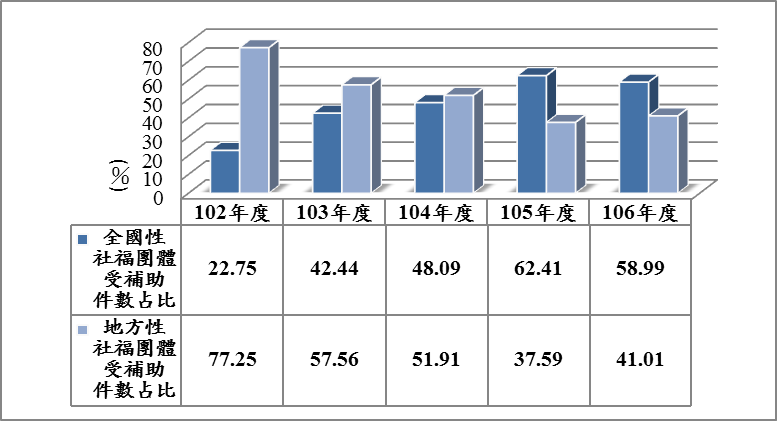 80
70
60
50
40
30
20
10
0
(%)
102年度 103年度 104年度 105年度 106年度
全國性
社福團體
受補助
件數占比
22.75 42.44 48.09 62.41 58.99
地方性
社福團體
受補助
件數占比
77.25 57.56 51.91 37.59 41.01